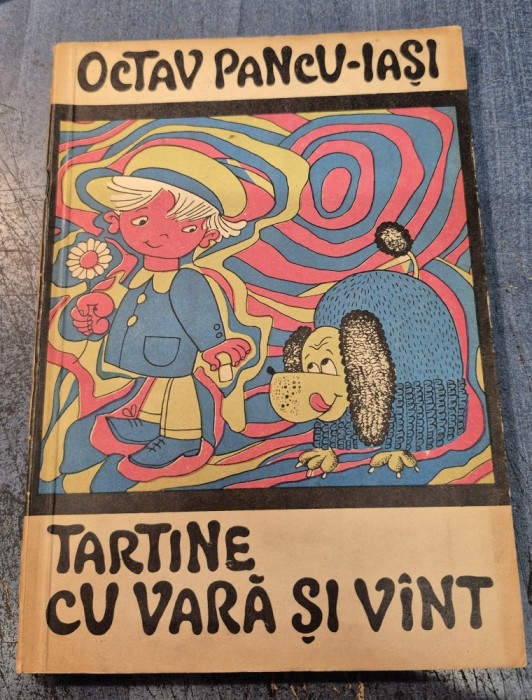 OCTAV PANCU-IAȘI
TARTINE
CU VARĂ ȘI VÎNT